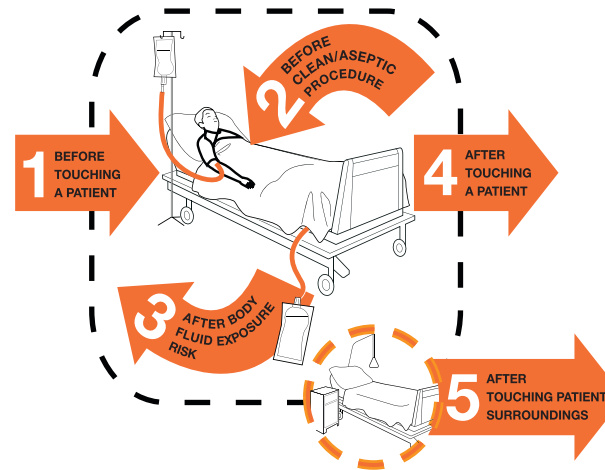 1 BEFORE
TOUCHING
A PATIENT
2 BEFORE
CLEAN/ASEPTIC
PROCEDURE
3 AFTER BODY
FLUID EXPOSURE
RISK
4 AFTER
TOUCHING
A PATIENT
5 AFTER
TOUCHING PATIENT
SURROUNDINGS